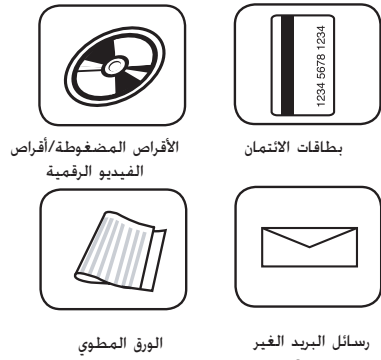 1234 5678 1234
بطاقات الائتمان
الأقراص المضغوطة/أقراص
الفيديو الرقمية
رسائل البريد الغير
الورق المطوي